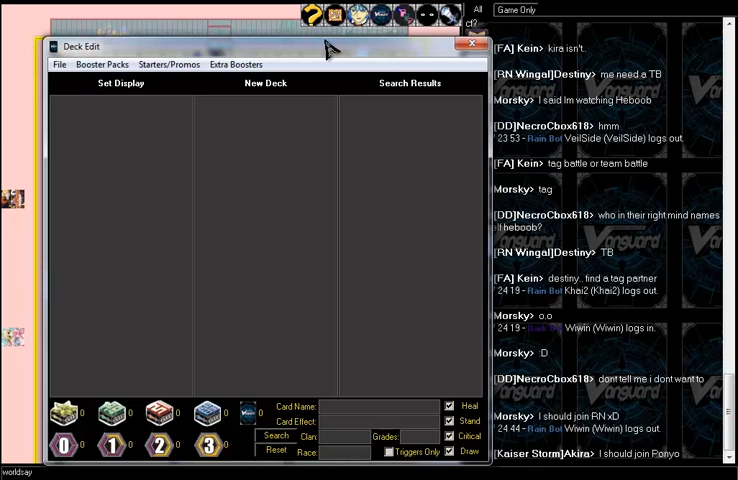 All
Game Only
ct?
Deck Edit
File Booster Packs Starters/Promos Extra Boosters
Set Display New Deck Search Results
0 0 0 0 0
0 0 1 0 2 0 3 0
Card Name:
Card Effect:
Search Clan: Grades:
Reset Race: Triggers Only
Heal
Stand
Critical
Draw
[FA] Kein> kira isn't..
[RN Wingal]Destiny> me need a TB
Morsky> I said Im watching Heboob
[DD]NecroCbox618> hmm
23 53 - Rain Bot VeilSide (VeilSide) logs out.
[FA] Kein> tag battle or team battle
Morsky> tag
[DD]NecroCbox618> who in their right mind names
lf heboob?
[RN Wingal]Destiny> TB
[FA] Kein> destiny.. find a tag partner
24 19 - Rain Bot Khai2 (Khai2) logs out.
Morsky> o.o
24 19 - Wiwin (Wiwin) logs in.
Morsky> :D
[DD]NecroCbox618> dont tell me i dont want to
Morsky> I should join RN xD
24 44 - Rain Bot Wiwin (Wiwin) logs out.
[Kaiser Storm]Akira> I should join Ponyo
worldsay